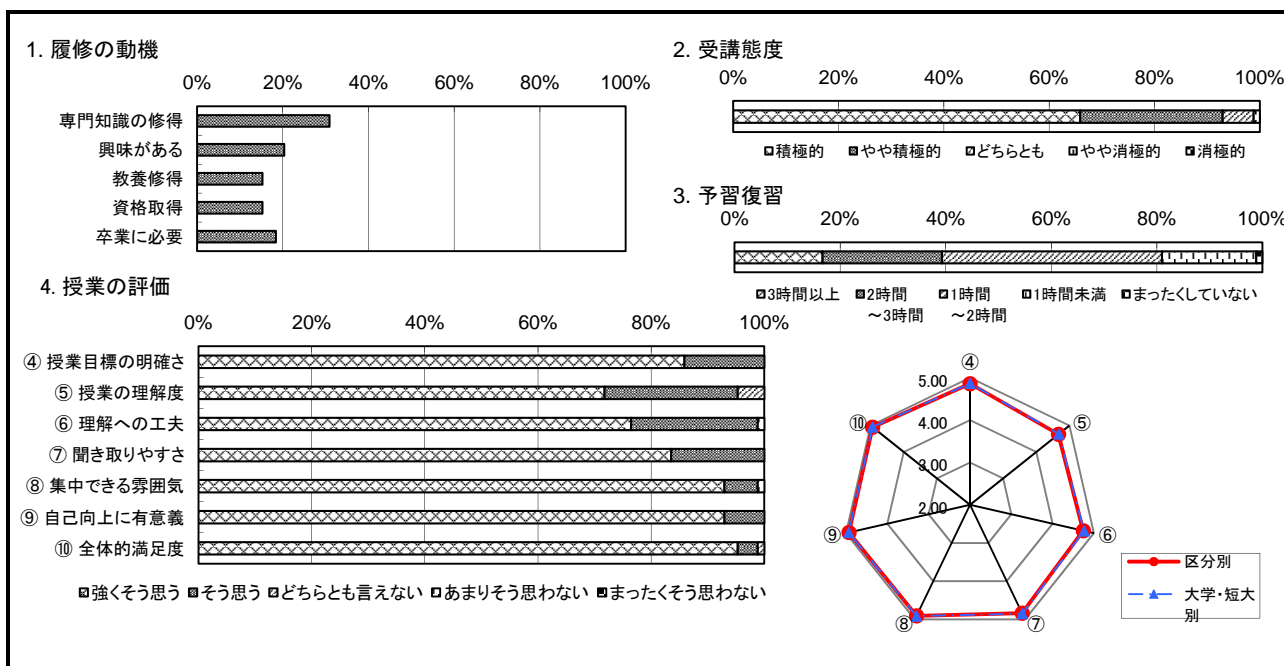 1. 履修の動機
0% 20% 40% 60% 80% 100%
専門知識の修得
興味がある
教養修得
資格取得
卒業に必要
2. 受講態度
0% 20% 40% 60% 80% 100%
積極的 やや積極的 どちらとも やや消極的 消極的
3. 予習復習
0% 20% 40% 60% 80% 100%
3時間以上 2時間～3時間 1時間～2時間 1時間未満 まったくしていない
4. 授業の評価
0% 20% 40% 60% 80% 100%
④ 授業目標の明確さ
⑤ 授業の理解度
⑥ 理解への工夫
⑦ 聞き取りやすさ
⑧ 集中できる雰囲気
⑨ 自己向上に有意義
⑩ 全体的満足度
強くそう思う そう思う どちらとも言えない あまりそう思わない まったくそう思わない
④
5.00
⑤
⑩
4.00
3.00
2.00
⑨
⑥
⑧
⑦
区分別
大学・短大
別